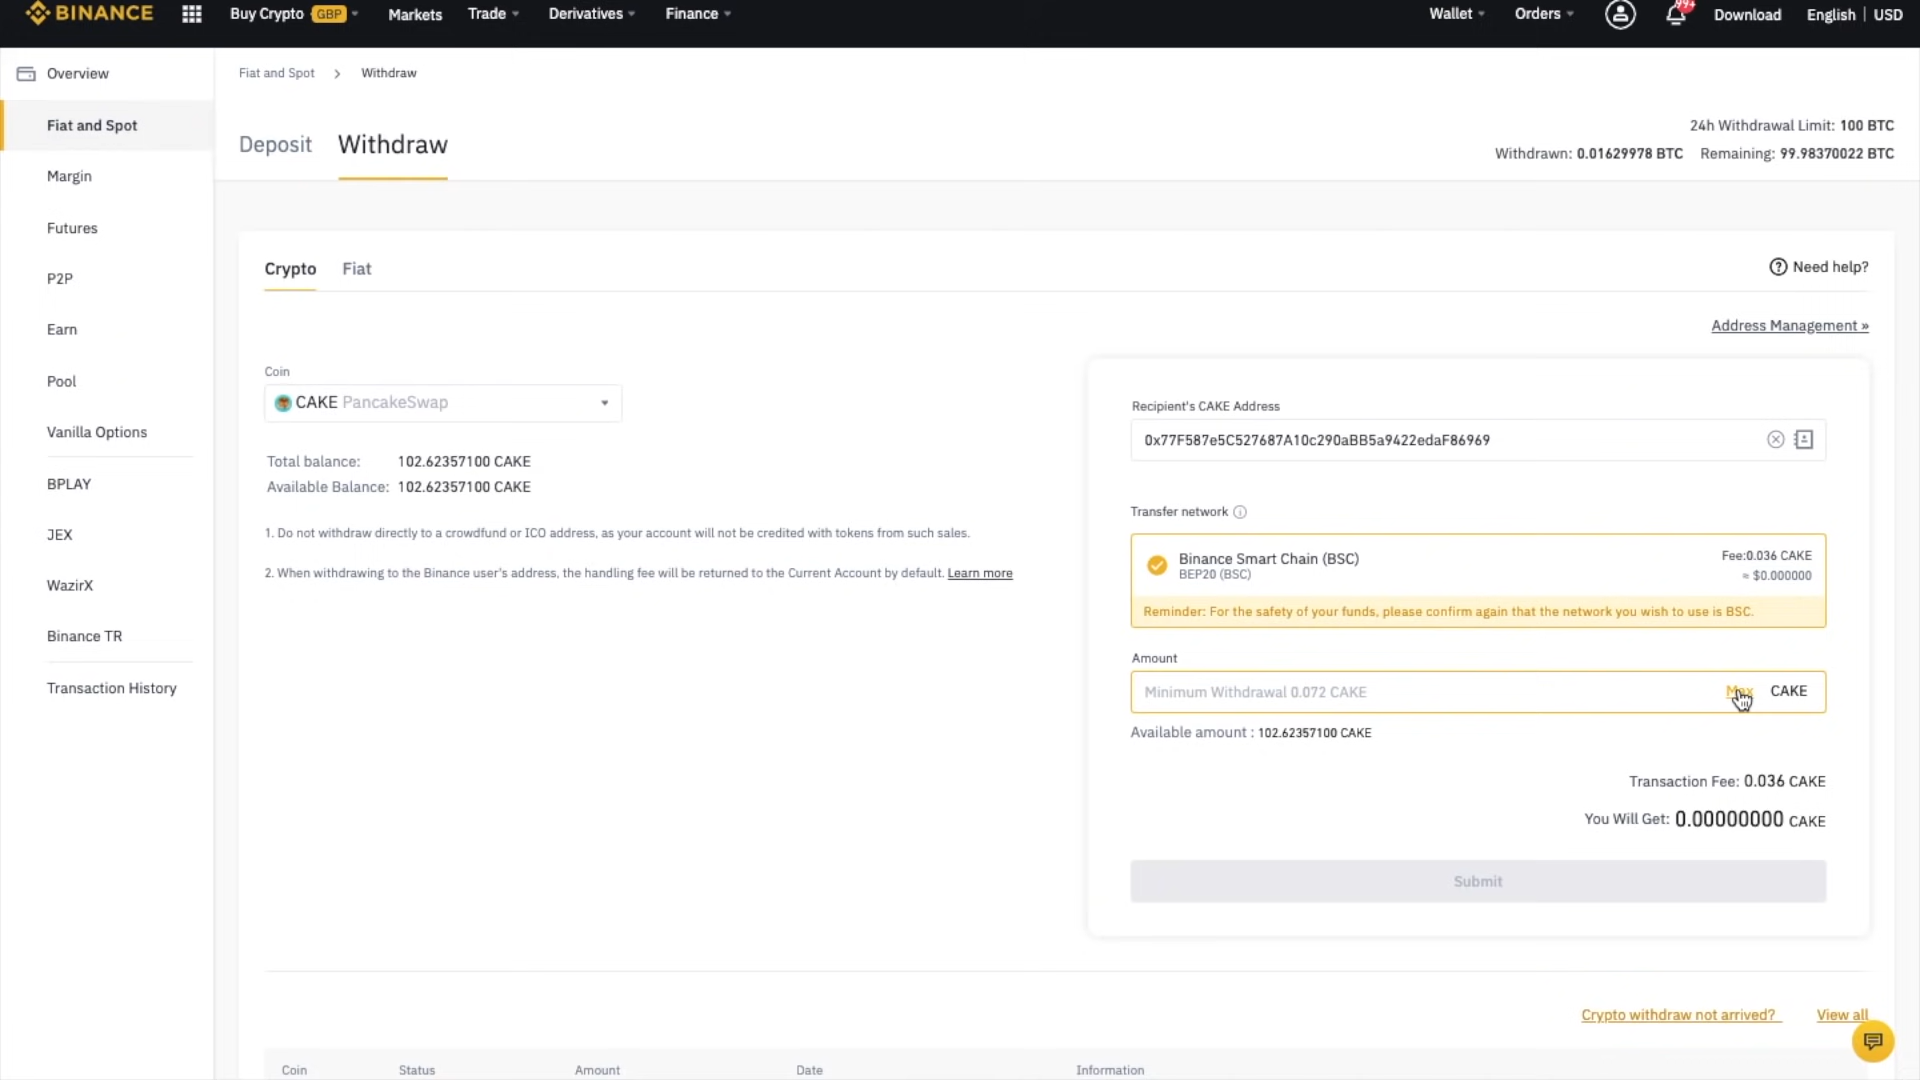 BINANCE
Buy Crypto GBP
Markets
Trade
Derivatives
Finance
Wallet
Orders
99+
Download
English | USD
Overview
Fiat and Spot
Margin
Futures
P2P
Earn
Pool
Vanilla Options
BPLAY
JEX
WazirX
Binance TR
Transaction History
Fiat and Spot > Withdraw
Deposit Withdraw
24h Withdrawal Limit: 100 BTC
Withdrawn: 0.01629978 BTC Remaining: 99.98370022 BTC
Crypto Fiat
Need help?
Address Management »
Coin
CAKE PancakeSwap
Total balance: 102.62357100 CAKE
Available Balance: 102.62357100 CAKE
1. Do not withdraw directly to a crowdfund or ICO address, as your account will not be credited with tokens from such sales.
2. When withdrawing to the Binance user's address, the handling fee will be returned to the Current Account by default. Learn more
Recipient's CAKE Address
0x77F587e5C527687A10c290aBB5a9422edaF86969
Transfer network
Binance Smart Chain (BSC)
BEP20 (BSC)
Fee:0.036 CAKE
≈ $0.000000
Reminder: For the safety of your funds, please confirm again that the network you wish to use is BSC.
Amount
Minimum Withdrawal 0.072 CAKE
Max CAKE
Available amount : 102.62357100 CAKE
Transaction Fee: 0.036 CAKE
You Will Get: 0.00000000 CAKE
Submit
Crypto withdraw not arrived?
View all
Coin Status Amount Date Information